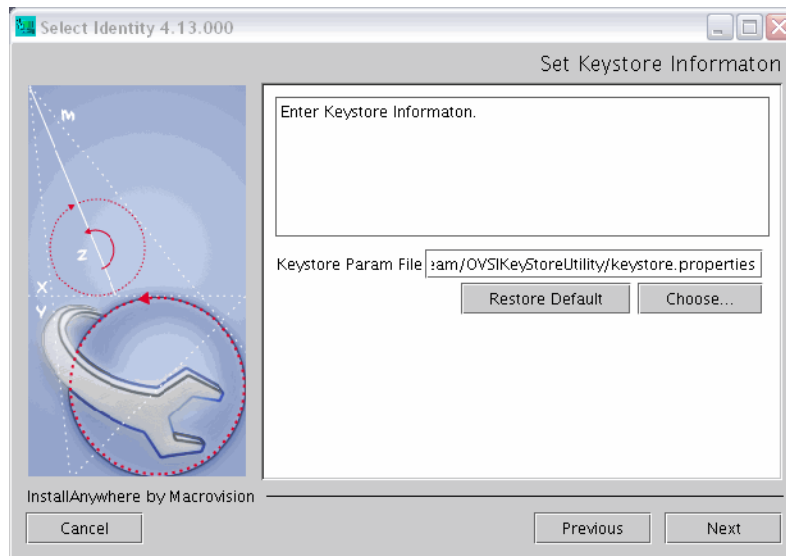 Select Identity 4.13.000
Set Keystore Informaton
m
z
X
Y
Enter Keystore Informaton.
Keystore Param File :am/OVSIKeyStoreUtility/keystore.properties
Restore Default
Choose...
InstallAnywhere by Macrovision
Cancel
Previous
Next